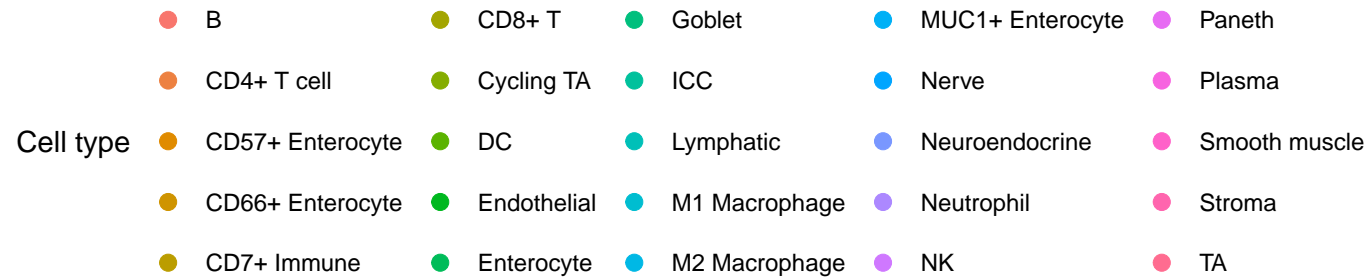 B CD8+ T Goblet MUC1+ Enterocyte Paneth
CD4+ T cell Cycling TA ICC Nerve Plasma
Cell type CD57+ Enterocyte DC Lymphatic Neuroendocrine Smooth muscle
CD66+ Enterocyte Endothelial M1 Macrophage Neutrophil Stroma
CD7+ Immune Enterocyte M2 Macrophage NK TA